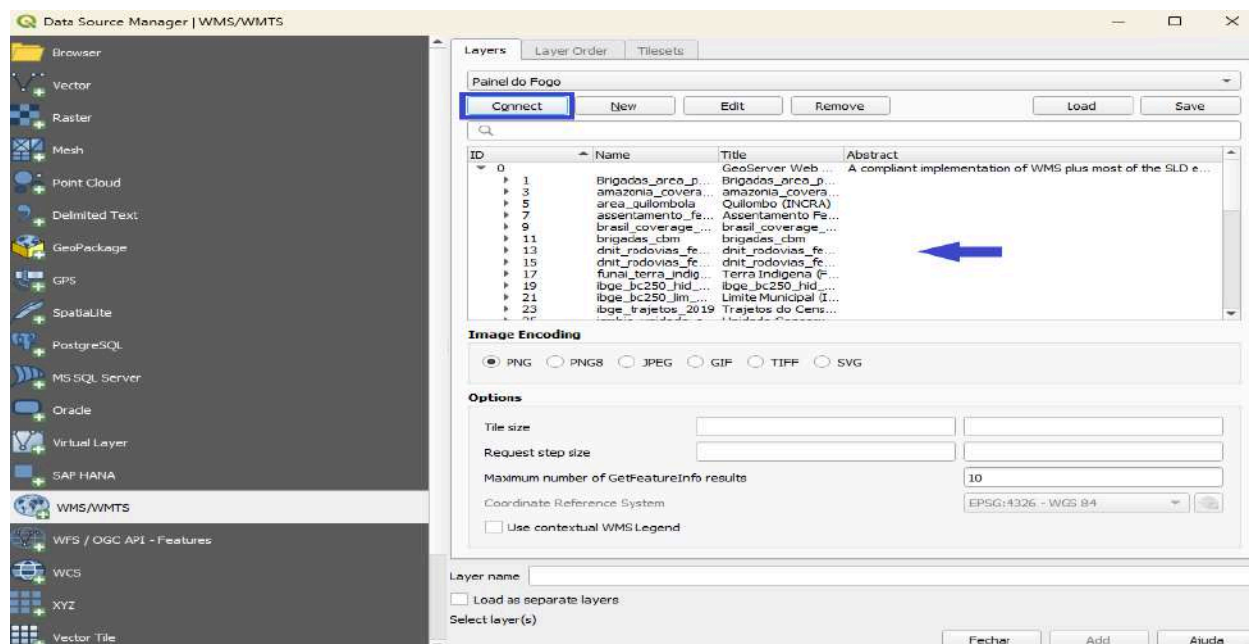 Data Source Manager | WMS/WMTS
Browser
Vector
Raster
Mesh
Point Cloud
Delimited Text
GeoPackage
GPS
SpatiaLite
PostgreSQL
MS SQL Server
Oracle
Virtual Layer
SAP HANA
WMS/WMTS
WFS / OGC API - Features
WCS
XYZ
Vector Tile
Layers Layer Order Tilesets
Painel do Fogo
Connect New Edit Remove Load Save
ID Name Title Abstract
0 GeoServer Web ... A compliant implementation of WMS plus most of the SLD e...
1 Brigadas_area_p... Brigadas_area_p...
3 amazonia_covera... amazonia_covera...
5 area_quilombola Quilombo (INCRA)
7 assentamento_fe... Assentamento Fe...
9 brasil_coverage_... brasil_coverage_...
11 brigadas_cbm brigadas_cbm
13 dnit_rodovias_fe... dnit_rodovias_fe...
15 dnit_rodovias_fe... dnit_rodovias_fe...
17 funai_terra_indig... Terra Indigena (F...
19 ibge_bc250_hid_... ibge_bc250_hid_...
21 ibge_bc250_lim_... Limite Municipal (I...
23 ibge_trajetos_2019 Trajetos do Cens...
Image Encoding
PNG PNG8 JPEG GIF TIFF SVG
Options
Tile size
Request step size
Maximum number of GetFeatureInfo results 10
Coordinate Reference System EPSG:4326 - WGS 84
Use contextual WMS Legend
Layer name
Load as separate layers
Select layer(s)
Fechar Add Ajuda